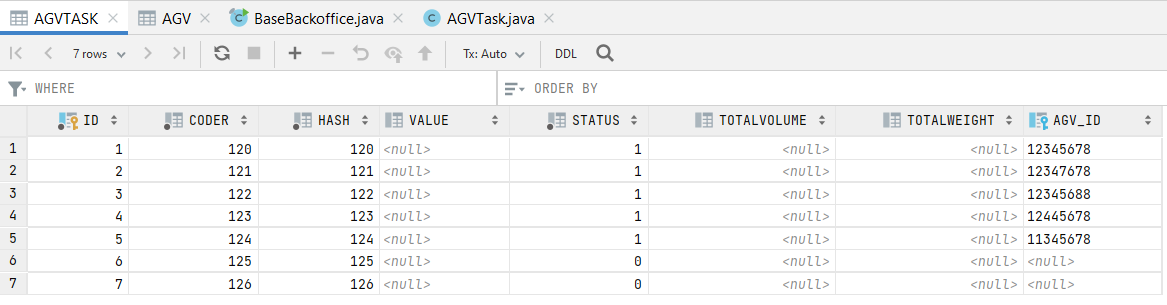 AGVTASK AGV BaseBackoffice.java AGVTask.java
7 rows Tx: Auto DDL
WHERE ORDER BY
ID CODER HASH VALUE STATUS TOTALVOLUME TOTALWEIGHT AGV_ID
1 1 120 120 <null> 1 <null> <null> 12345678
2 2 121 121 <null> 1 <null> <null> 12347678
3 3 122 122 <null> 1 <null> <null> 12345688
4 4 123 123 <null> 1 <null> <null> 12445678
5 5 124 124 <null> 1 <null> <null> 11345678
6 6 125 125 <null> 0 <null> <null> <null>
7 7 126 126 <null> 0 <null> <null> <null>